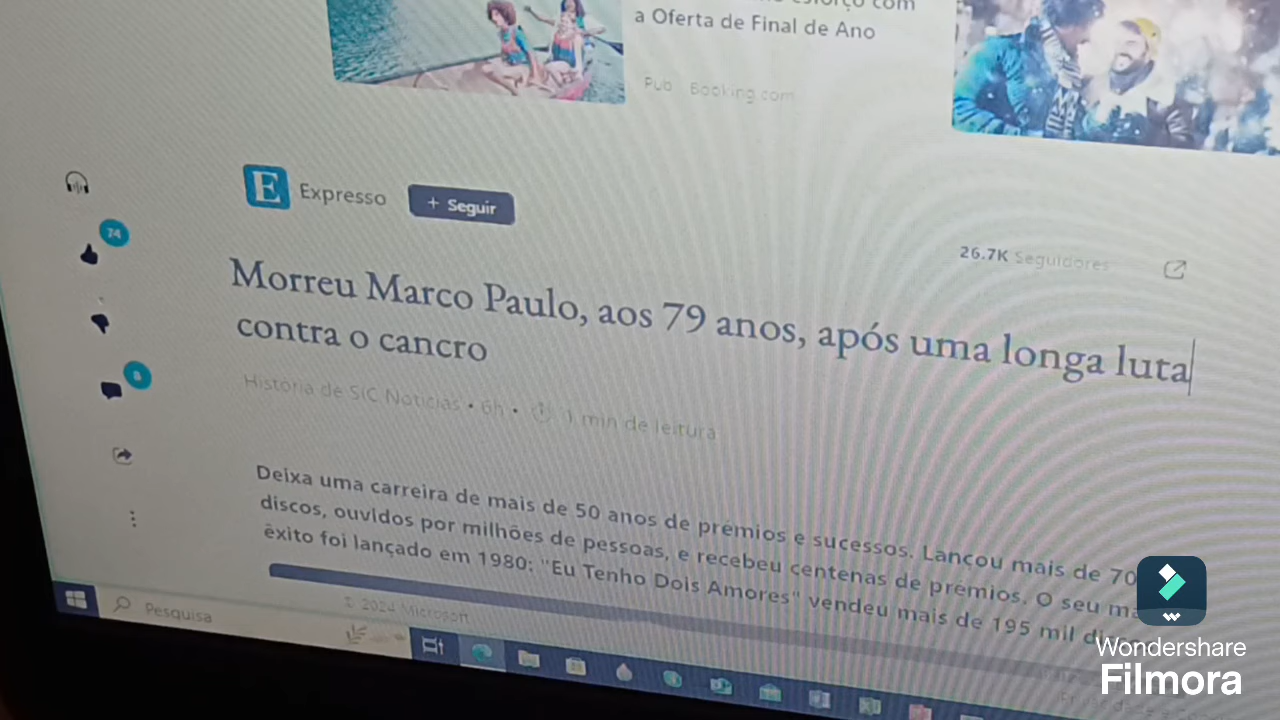 a Oferta de Final de Ano
Pub Booking.com
E Expresso + Seguir
26.7K Seguidores
74
Morreu Marco Paulo, aos 79 anos, após uma longa luta
contra o cancro
8
História de SIC Notícias • 6h • 1 min de leitura
Deixa uma carreira de mais de 50 anos de prémios e sucessos. Lançou mais de 70
discos, ouvidos por milhões de pessoas, e recebeu centenas de prémios. O seu
êxito foi lançado em 1980: "Eu Tenho Dois Amores" vendeu mais de 195 mil
© 2024 Microsoft
Pesquisa
Wondershare
Filmora